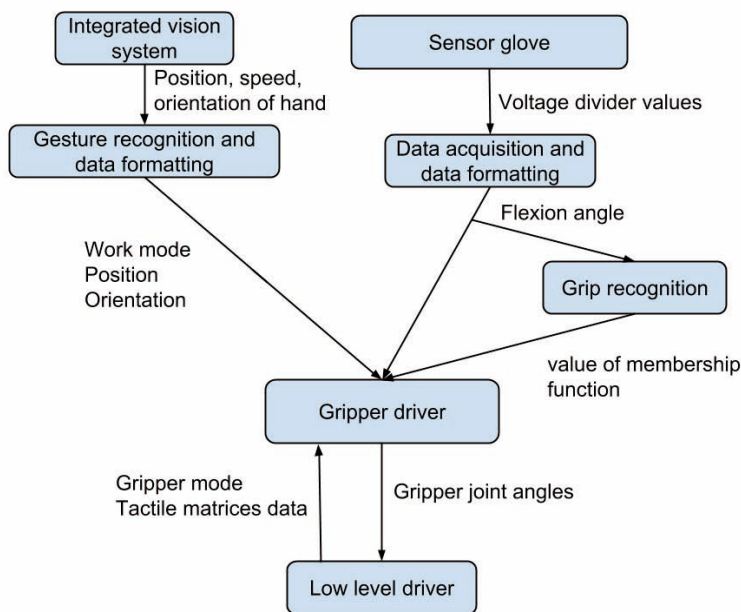 Integrated vision
system
Sensor glove
Position, speed,
orientation of hand
Voltage divider values
Gesture recognition and
data formatting
Data acquisition and
data formatting
Flexion angle
Work mode
Position
Orientation
Grip recognition
value of membership
function
Gripper driver
Gripper mode
Tactile matrices data
Gripper joint angles
Low level driver